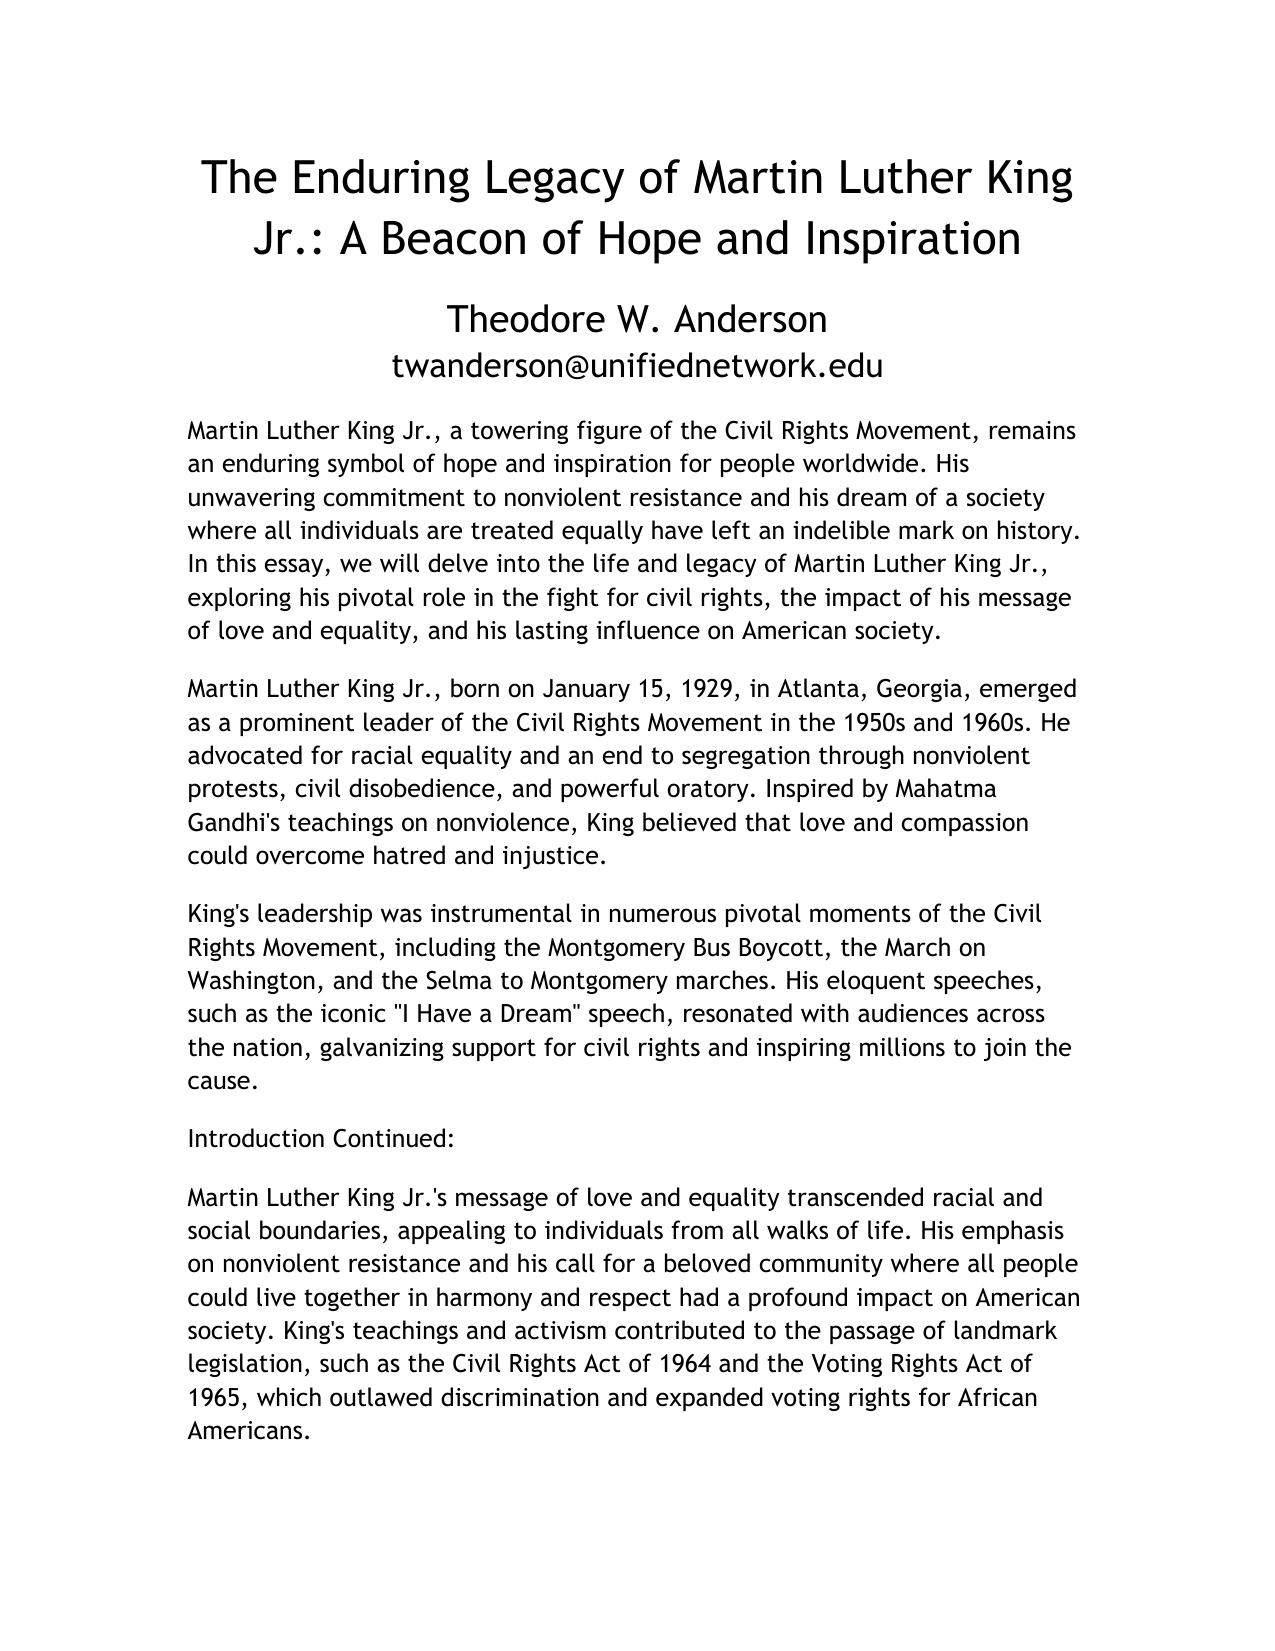 The Enduring Legacy of Martin Luther King
Jr.: A Beacon of Hope and Inspiration
Theodore W. Anderson
twanderson@unifiednetwork.edu
Martin Luther King Jr., a towering figure of the Civil Rights Movement, remains
an enduring symbol of hope and inspiration for people worldwide. His
unwavering commitment to nonviolent resistance and his dream of a society
where all individuals are treated equally have left an indelible mark on history.
In this essay, we will delve into the life and legacy of Martin Luther King Jr.,
exploring his pivotal role in the fight for civil rights, the impact of his message
of love and equality, and his lasting influence on American society.
Martin Luther King Jr., born on January 15, 1929, in Atlanta, Georgia, emerged
as a prominent leader of the Civil Rights Movement in the 1950s and 1960s. He
advocated for racial equality and an end to segregation through nonviolent
protests, civil disobedience, and powerful oratory. Inspired by Mahatma
Gandhi's teachings on nonviolence, King believed that love and compassion
could overcome hatred and injustice.
King's leadership was instrumental in numerous pivotal moments of the Civil
Rights Movement, including the Montgomery Bus Boycott, the March on
Washington, and the Selma to Montgomery marches. His eloquent speeches,
such as the iconic "I Have a Dream" speech, resonated with audiences across
the nation, galvanizing support for civil rights and inspiring millions to join the
cause.
Introduction Continued:
Martin Luther King Jr.'s message of love and equality transcended racial and
social boundaries, appealing to individuals from all walks of life. His emphasis
on nonviolent resistance and his call for a beloved community where all people
could live together in harmony and respect had a profound impact on American
society. King's teachings and activism contributed to the passage of landmark
legislation, such as the Civil Rights Act of 1964 and the Voting Rights Act of
1965, which outlawed discrimination and expanded voting rights for African
Americans.